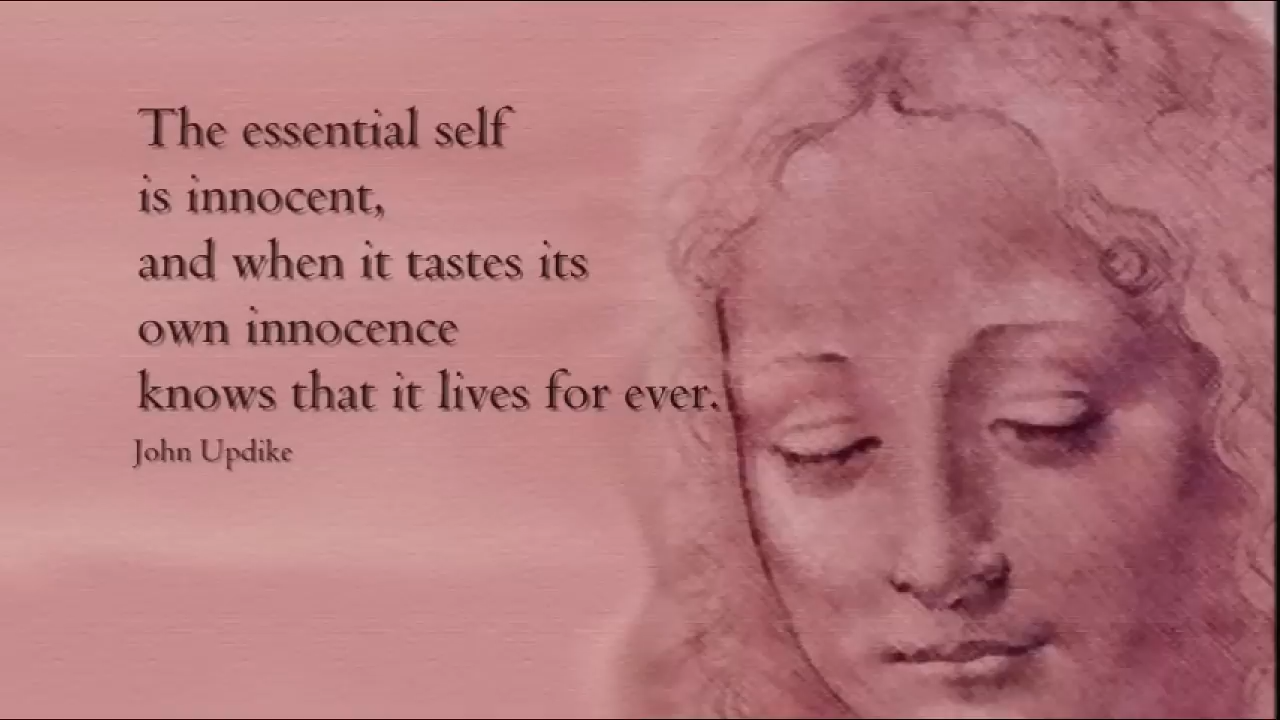 The essential self
is innocent,
and when it tastes its
own innocence
knows that it lives for ever.
John Updike